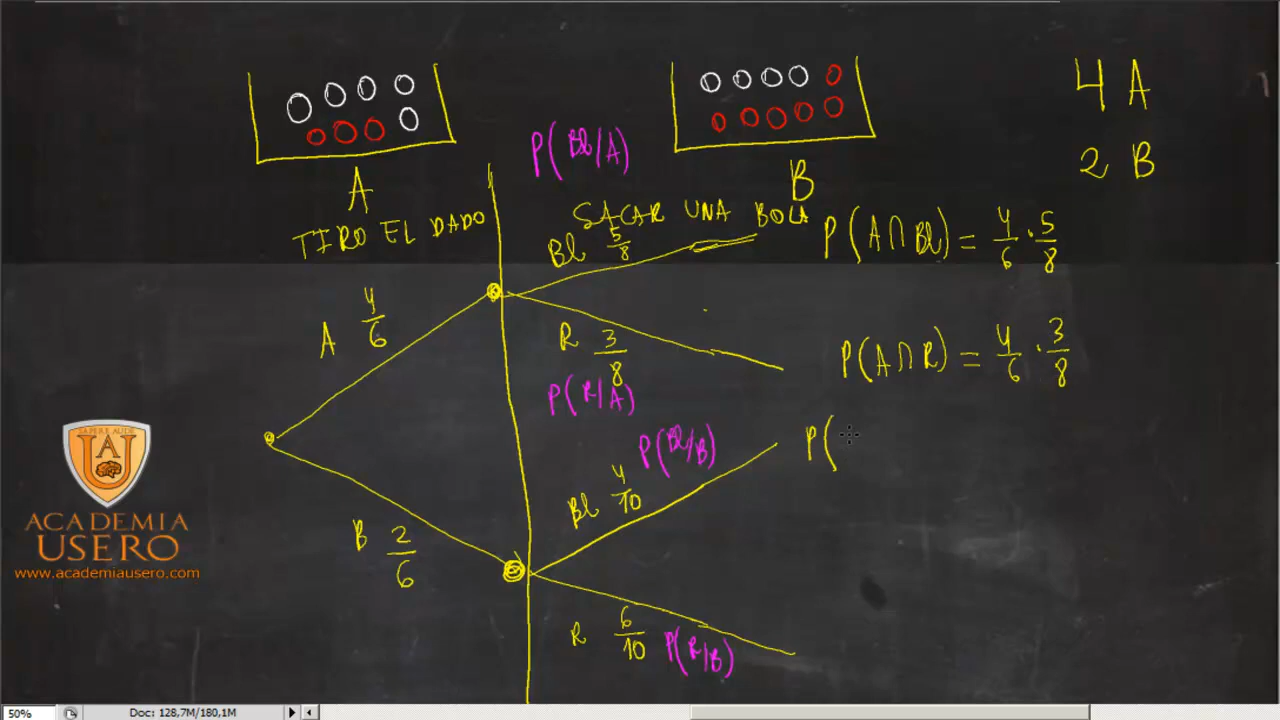 4 A
P(Bl/A)
2 B
A
B
SACAR UNA BOLA
TIRO EL DADO
Bl 5/8
P(A∩Bl) = 4/6 · 5/8
A 4/6
R 3/8
P(A∩R) = 4/6 · 3/8
P(R/A)
P(Bl/B)
P(
Bl 4/10
B 2/6
R 6/10 P(R/B)
SAPERE AUDE
UA
ACADEMIA
USERO
www.academiausero.com
50%
Doc: 128,7M/180,1M